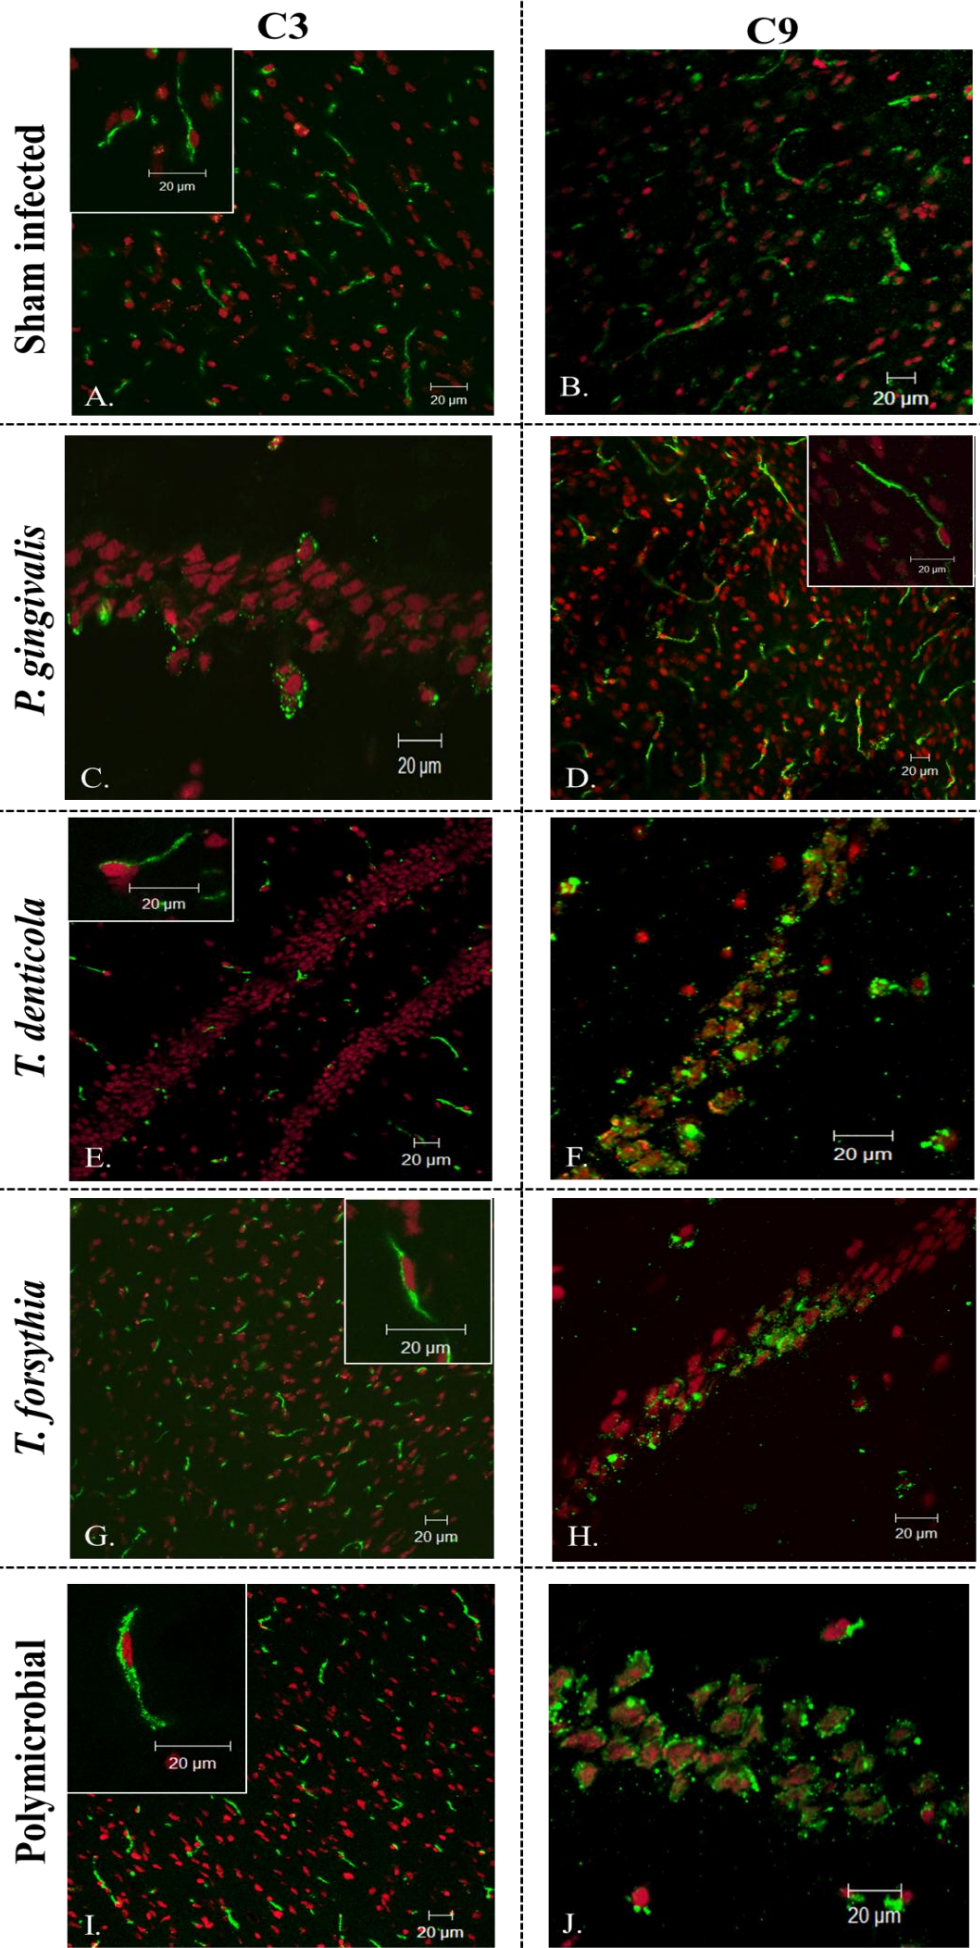 C3
C9
Sham infected
20 µm
20 µm
A.
20 µm
B.
P. gingivalis
20 µm
C.
20 µm
20 µm
D.
T. denticola
20 µm
20 µm
E.
20 µm
F.
T. forsythia
20 µm
20 µm
G.
20 µm
H.
Polymicrobial
20 µm
20 µm
I.
20 µm
J.